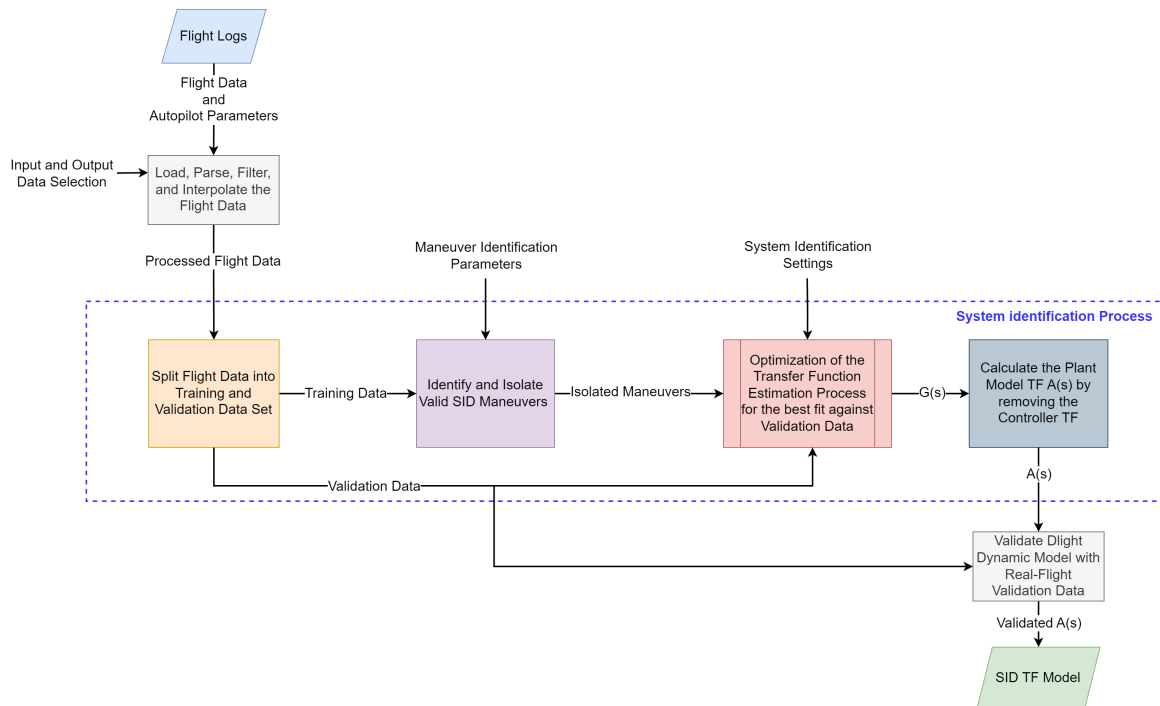 Flight Logs
Flight Data
and
Autopilot Parameters
Input and Output
Data Selection
Load, Parse, Filter,
and Interpolate the
Flight Data
Processed Flight Data
Maneuver Identification
Parameters
System Identification
Settings
System identification Process
Split Flight Data into
Training and
Validation Data Set
Training Data
Identify and Isolate
Valid SID Maneuvers
Isolated Maneuvers
Optimization of the
Transfer Function
Estimation Process
for the best fit against
Validation Data
G(s)
Calculate the Plant
Model TF A(s) by
removing the
Controller TF
Validation Data
A(s)
Validate Dlight
Dynamic Model with
Real-Flight
Validation Data
Validated A(s)
SID TF Model